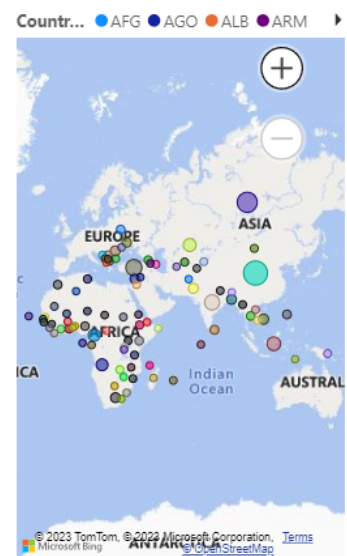 Countr... AFG AGO ALB ARM
EUROPE
ASIA
AFRICA
ICA
Indian
Ocean
AUSTRAL
© 2023 TomTom, © 2023 Microsoft Corporation, Terms
Microsoft Bing ANTARCTICA © OpenStreetMap